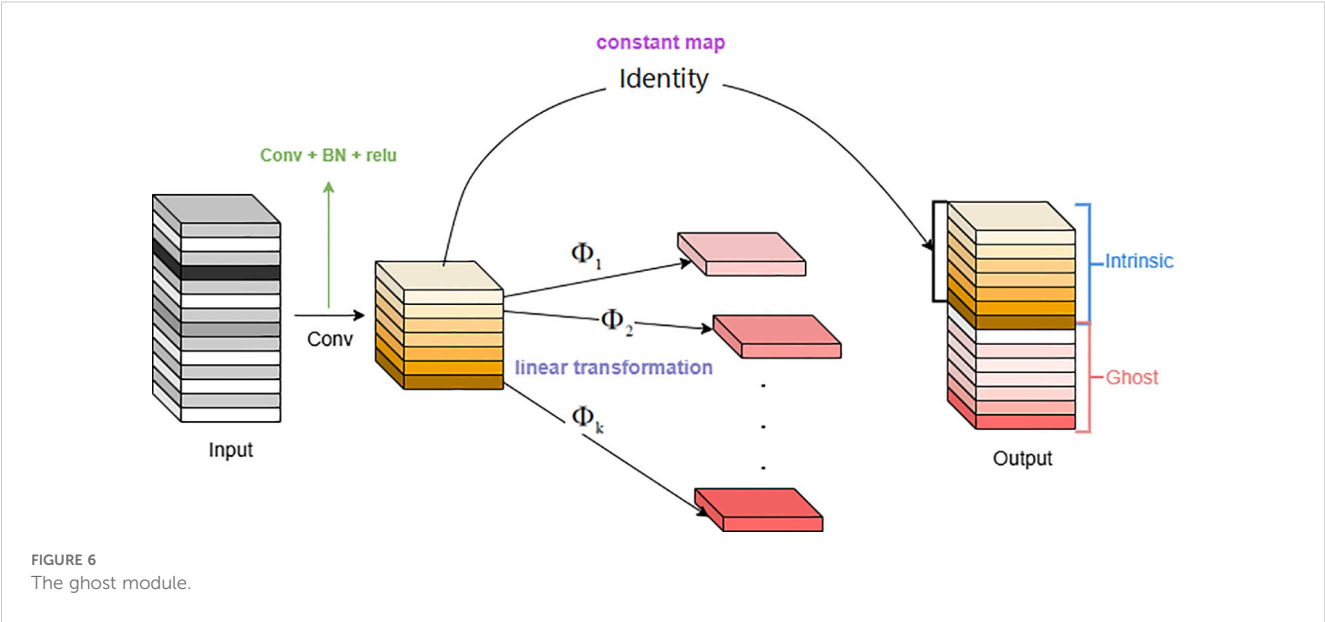 constant map
Identity
Conv + BN + relu
Φ1
Φ2
Φk
linear transformation
Conv
Input
Intrinsic
Ghost
Output
FIGURE 6
The ghost module.